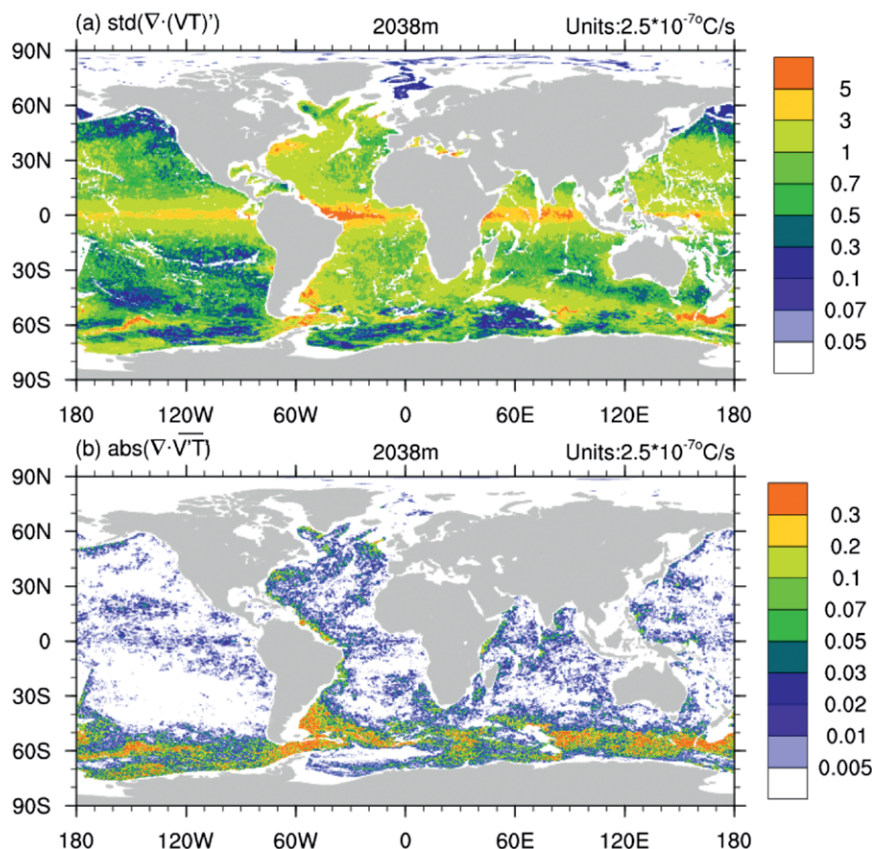 (a) std(∇·(VT)') 2038m Units:2.5*10⁻⁷°C/s
90N
60N
30N
0
30S
60S
90S
180 120W 60W 0 60E 120E 180
5
3
1
0.7
0.5
0.3
0.1
0.07
0.05
(b) abs(∇·V̅'̅T̅) 2038m Units:2.5*10⁻⁷°C/s
90N
60N
30N
0
30S
60S
90S
180 120W 60W 0 60E 120E 180
0.3
0.2
0.1
0.07
0.05
0.03
0.02
0.01
0.005